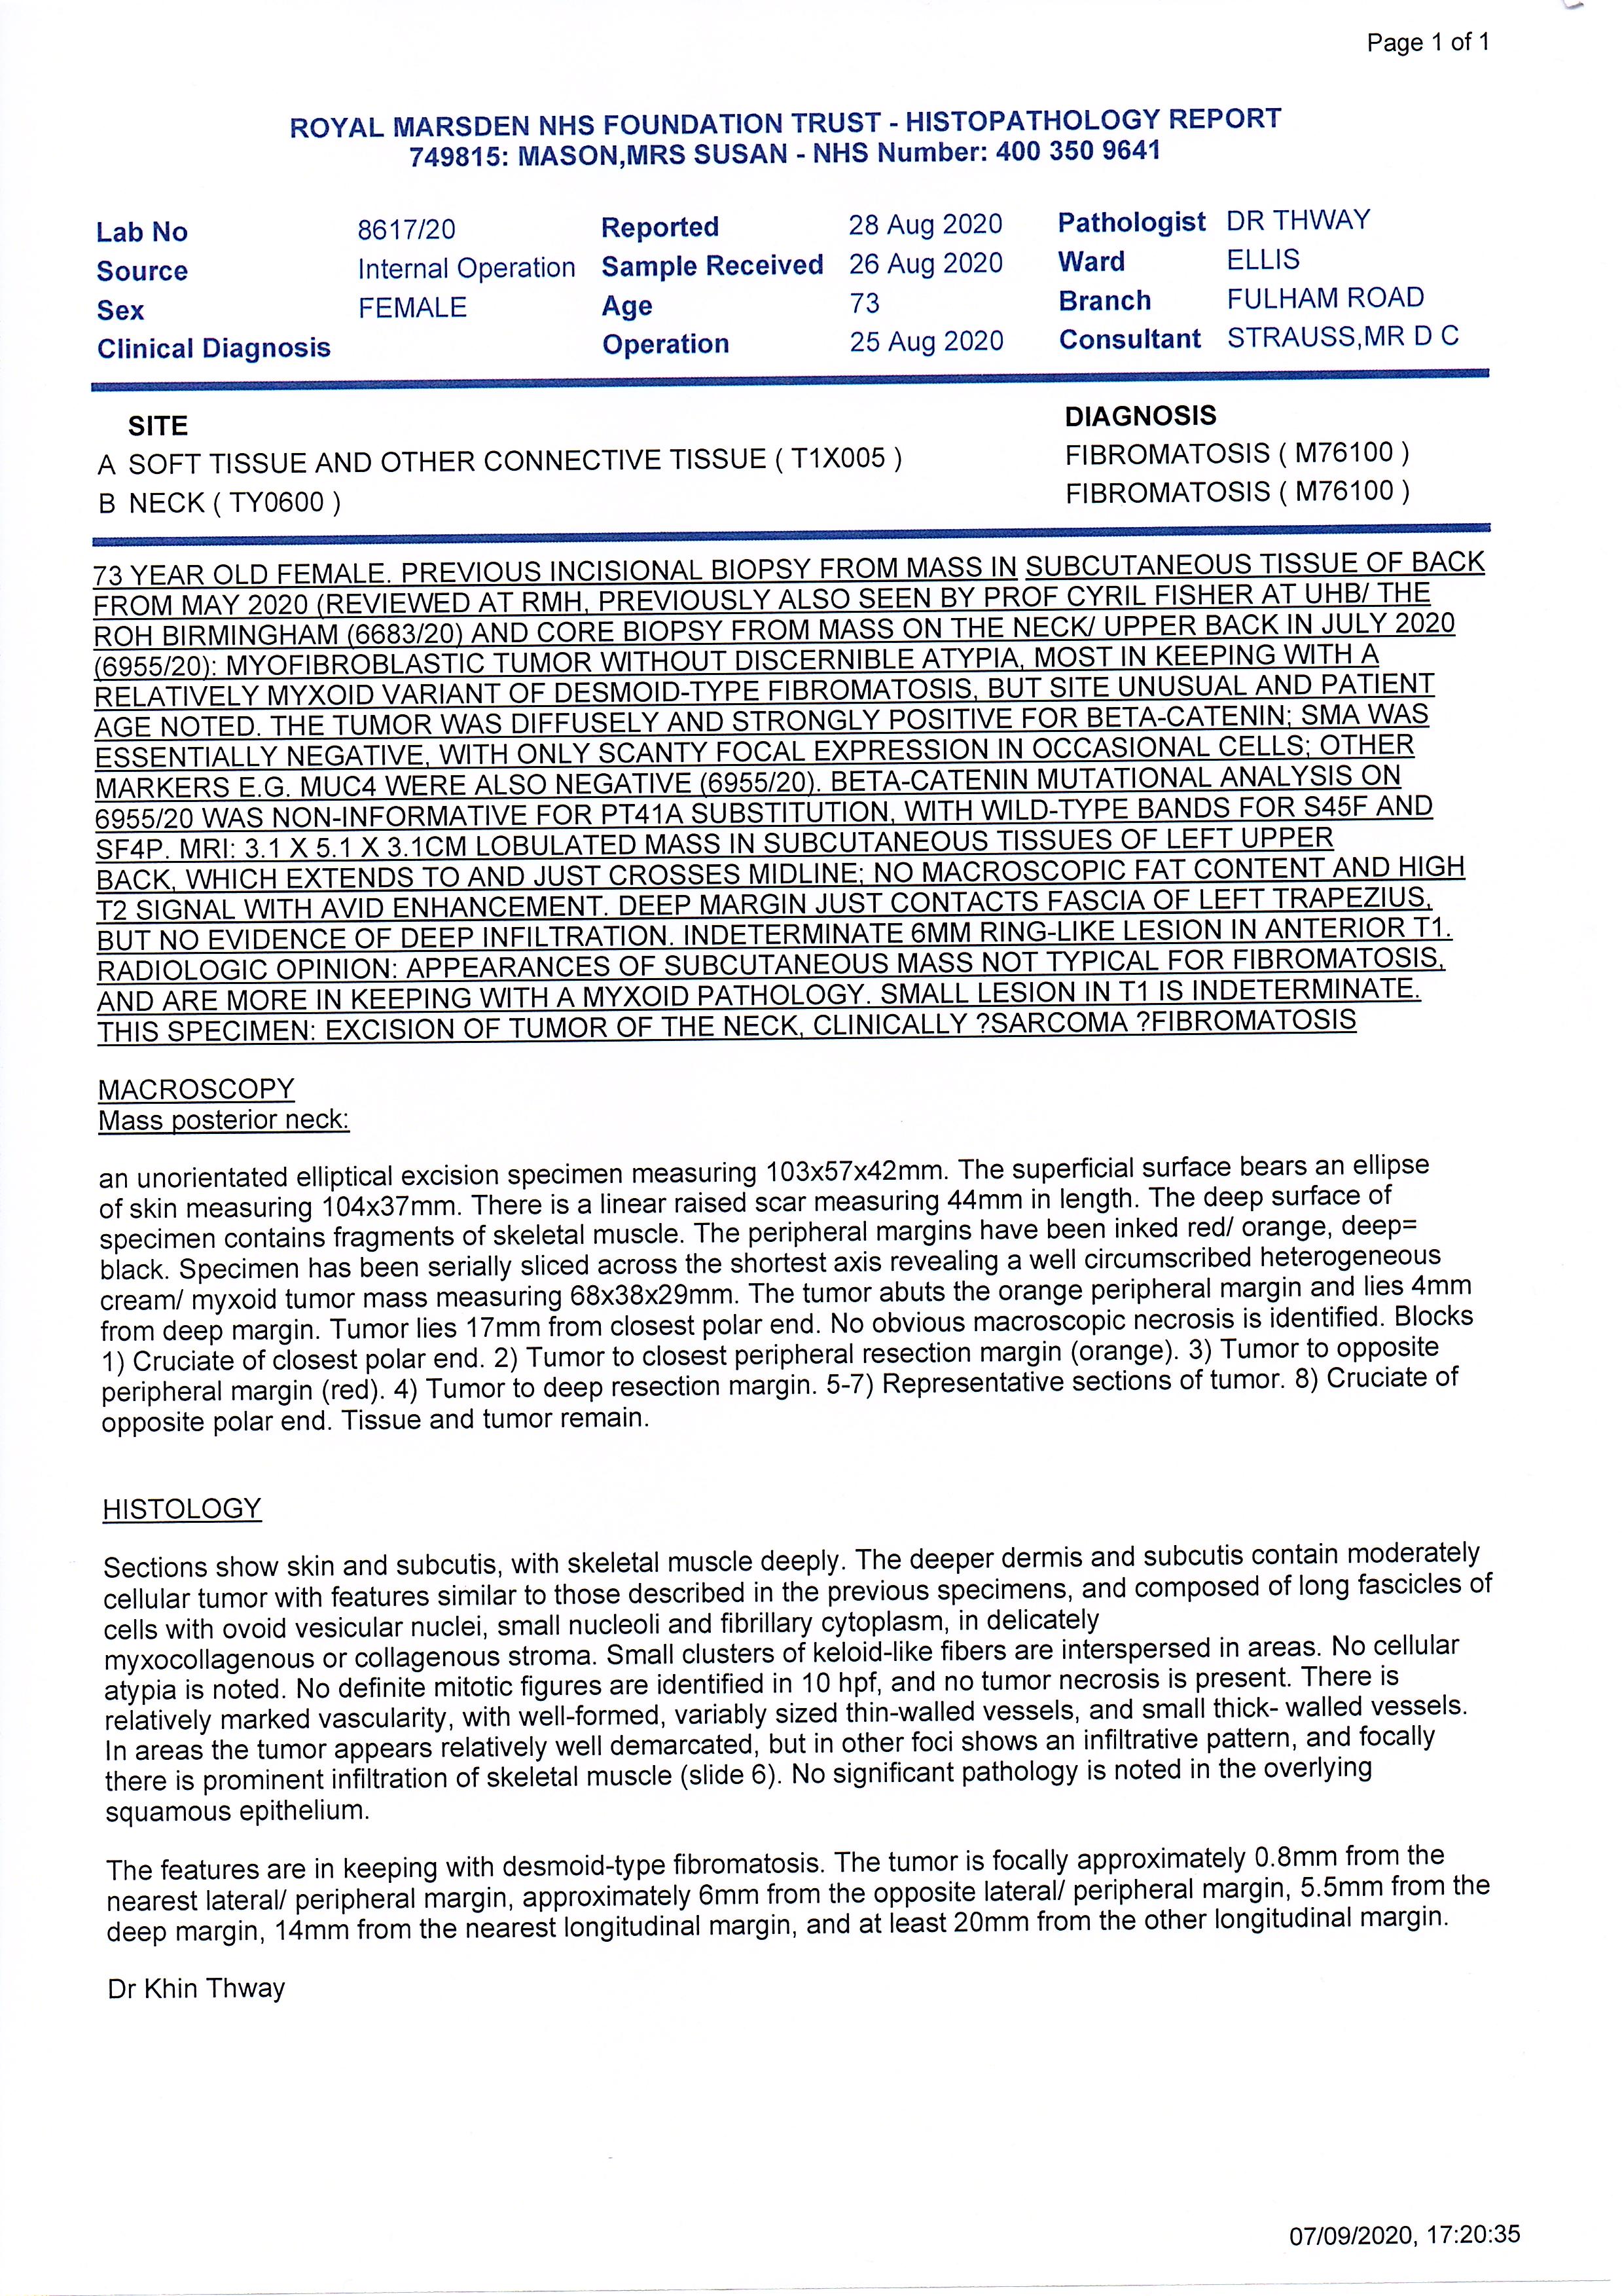 Page 1 of 1
ROYAL MARSDEN NHS FOUNDATION TRUST - HISTOPATHOLOGY REPORT
749815: MASON,MRS SUSAN - NHS Number: 400 350 9641
Lab No 8617/20 Reported 28 Aug 2020 Pathologist DR THWAY
Source Internal Operation Sample Received 26 Aug 2020 Ward ELLIS
Sex FEMALE Age 73 Branch FULHAM ROAD
Clinical Diagnosis Operation 25 Aug 2020 Consultant STRAUSS,MR D C
SITE DIAGNOSIS
A SOFT TISSUE AND OTHER CONNECTIVE TISSUE ( T1X005 ) FIBROMATOSIS ( M76100 )
B NECK ( TY0600 ) FIBROMATOSIS ( M76100 )
73 YEAR OLD FEMALE. PREVIOUS INCISIONAL BIOPSY FROM MASS IN SUBCUTANEOUS TISSUE OF BACK
FROM MAY 2020 (REVIEWED AT RMH, PREVIOUSLY ALSO SEEN BY PROF CYRIL FISHER AT UHB/ THE
ROH BIRMINGHAM (6683/20) AND CORE BIOPSY FROM MASS ON THE NECK/ UPPER BACK IN JULY 2020
(6955/20): MYOFIBROBLASTIC TUMOR WITHOUT DISCERNIBLE ATYPIA, MOST IN KEEPING WITH A
RELATIVELY MYXOID VARIANT OF DESMOID-TYPE FIBROMATOSIS, BUT SITE UNUSUAL AND PATIENT
AGE NOTED. THE TUMOR WAS DIFFUSELY AND STRONGLY POSITIVE FOR BETA-CATENIN; SMA WAS
ESSENTIALLY NEGATIVE, WITH ONLY SCANTY FOCAL EXPRESSION IN OCCASIONAL CELLS; OTHER
MARKERS E.G. MUC4 WERE ALSO NEGATIVE (6955/20). BETA-CATENIN MUTATIONAL ANALYSIS ON
6955/20 WAS NON-INFORMATIVE FOR PT41A SUBSTITUTION, WITH WILD-TYPE BANDS FOR S45F AND
SF4P. MRI: 3.1 X 5.1 X 3.1CM LOBULATED MASS IN SUBCUTANEOUS TISSUES OF LEFT UPPER
BACK, WHICH EXTENDS TO AND JUST CROSSES MIDLINE; NO MACROSCOPIC FAT CONTENT AND HIGH
T2 SIGNAL WITH AVID ENHANCEMENT. DEEP MARGIN JUST CONTACTS FASCIA OF LEFT TRAPEZIUS,
BUT NO EVIDENCE OF DEEP INFILTRATION. INDETERMINATE 6MM RING-LIKE LESION IN ANTERIOR T1.
RADIOLOGIC OPINION: APPEARANCES OF SUBCUTANEOUS MASS NOT TYPICAL FOR FIBROMATOSIS,
AND ARE MORE IN KEEPING WITH A MYXOID PATHOLOGY. SMALL LESION IN T1 IS INDETERMINATE.
THIS SPECIMEN: EXCISION OF TUMOR OF THE NECK, CLINICALLY ?SARCOMA ?FIBROMATOSIS
MACROSCOPY
Mass posterior neck:
an unorientated elliptical excision specimen measuring 103x57x42mm. The superficial surface bears an ellipse
of skin measuring 104x37mm. There is a linear raised scar measuring 44mm in length. The deep surface of
specimen contains fragments of skeletal muscle. The peripheral margins have been inked red/ orange, deep=
black. Specimen has been serially sliced across the shortest axis revealing a well circumscribed heterogeneous
cream/ myxoid tumor mass measuring 68x38x29mm. The tumor abuts the orange peripheral margin and lies 4mm
from deep margin. Tumor lies 17mm from closest polar end. No obvious macroscopic necrosis is identified. Blocks
1) Cruciate of closest polar end. 2) Tumor to closest peripheral resection margin (orange). 3) Tumor to opposite
peripheral margin (red). 4) Tumor to deep resection margin. 5-7) Representative sections of tumor. 8) Cruciate of
opposite polar end. Tissue and tumor remain.
HISTOLOGY
Sections show skin and subcutis, with skeletal muscle deeply. The deeper dermis and subcutis contain moderately
cellular tumor with features similar to those described in the previous specimens, and composed of long fascicles of
cells with ovoid vesicular nuclei, small nucleoli and fibrillary cytoplasm, in delicately
myxocollagenous or collagenous stroma. Small clusters of keloid-like fibers are interspersed in areas. No cellular
atypia is noted. No definite mitotic figures are identified in 10 hpf, and no tumor necrosis is present. There is
relatively marked vascularity, with well-formed, variably sized thin-walled vessels, and small thick- walled vessels.
In areas the tumor appears relatively well demarcated, but in other foci shows an infiltrative pattern, and focally
there is prominent infiltration of skeletal muscle (slide 6). No significant pathology is noted in the overlying
squamous epithelium.
The features are in keeping with desmoid-type fibromatosis. The tumor is focally approximately 0.8mm from the
nearest lateral/ peripheral margin, approximately 6mm from the opposite lateral/ peripheral margin, 5.5mm from the
deep margin, 14mm from the nearest longitudinal margin, and at least 20mm from the other longitudinal margin.
Dr Khin Thway
07/09/2020, 17:20:35